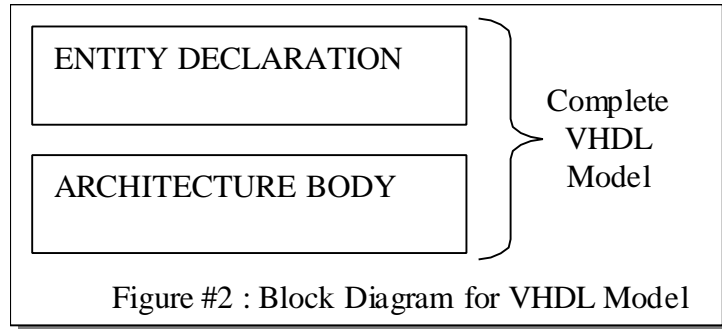 ENTITY DECLARATION
ARCHITECTURE BODY
Complete
VHDL
Model
Figure #2 : Block Diagram for VHDL Model